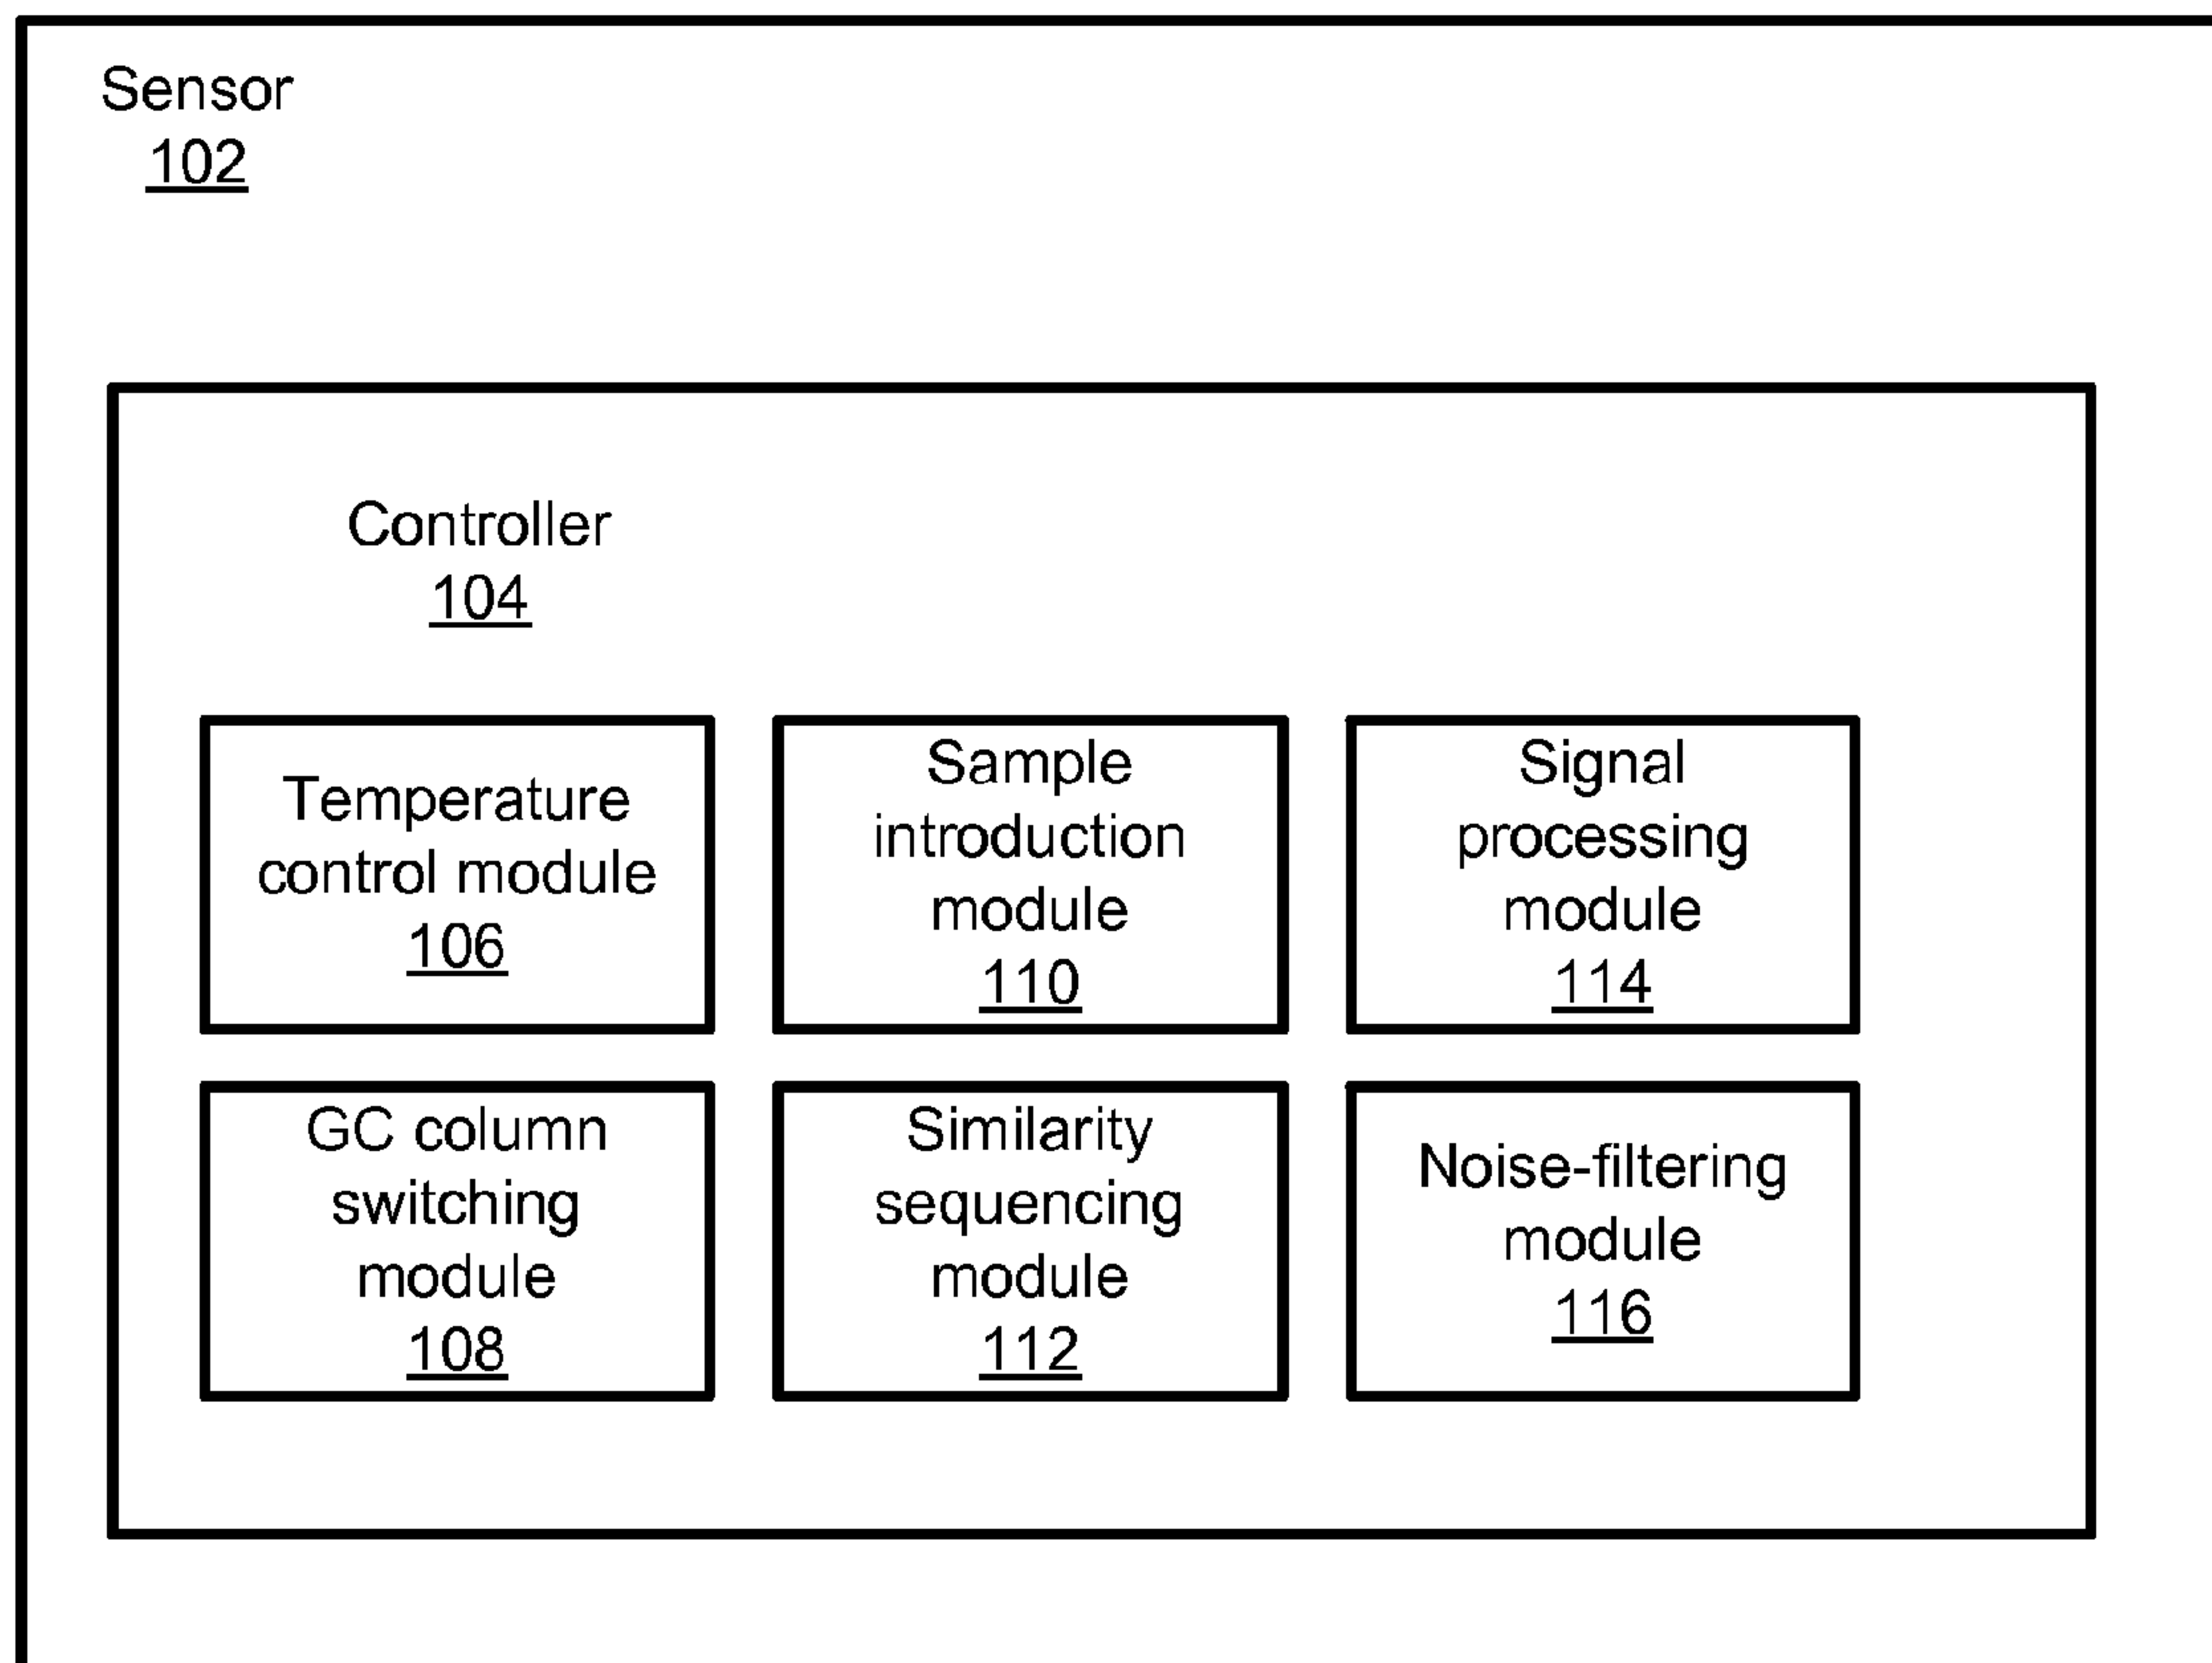 Sensor
102
Controller
104
Temperature
control module
106
Sample
introduction
module
110
Signal
processing
module
114
GC column
switching
module
108
Similarity
sequencing
module
112
Noise-filtering
module
116